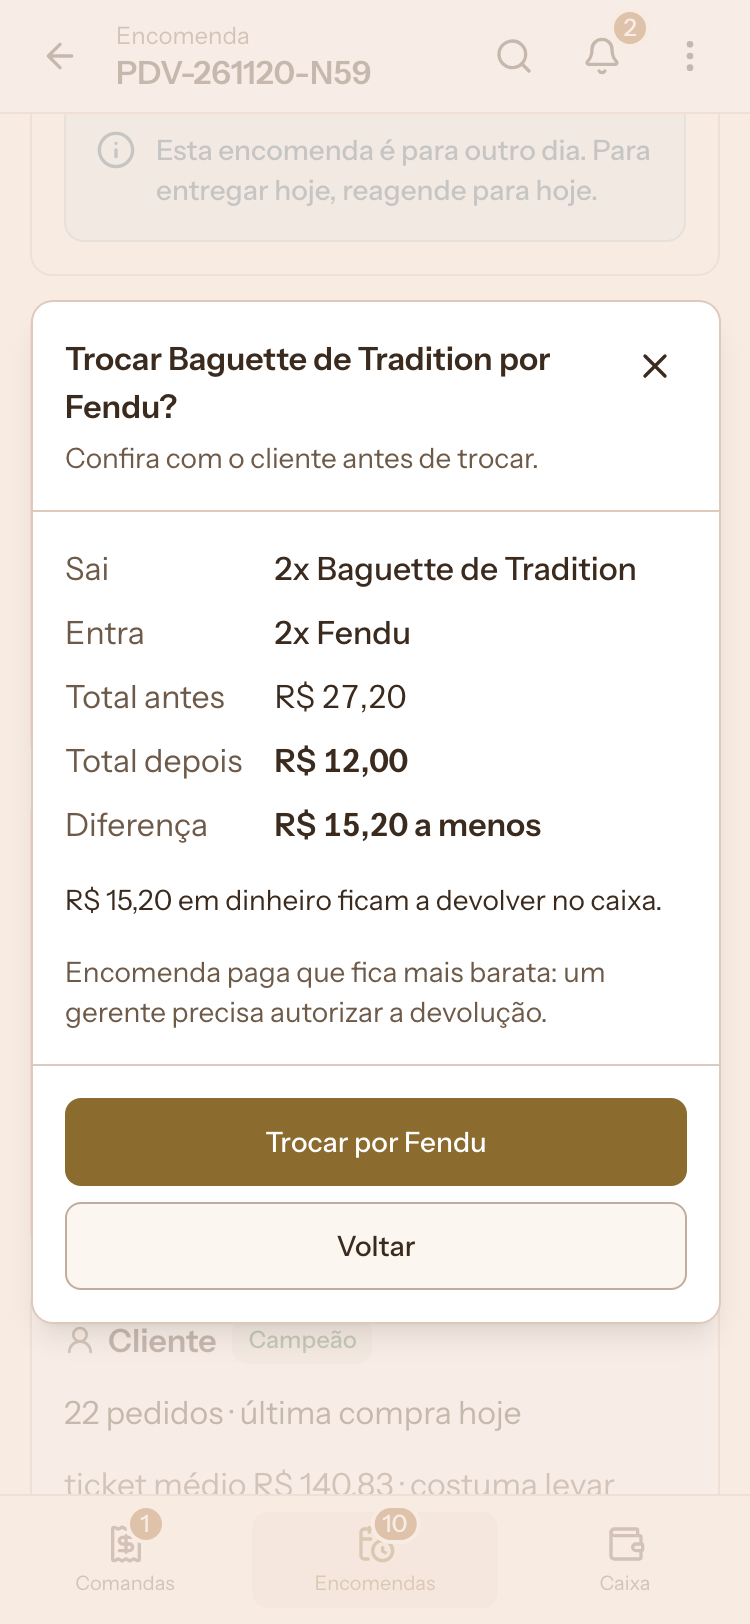 Encomenda
PDV-261120-N59
2
Esta encomenda é para outro dia. Para
entregar hoje, reagende para hoje.
Trocar Baguette de Tradition por
Fendu?
Confira com o cliente antes de trocar.
Sai 2x Baguette de Tradition
Entra 2x Fendu
Total antes R$ 27,20
Total depois R$ 12,00
Diferença R$ 15,20 a menos
R$ 15,20 em dinheiro ficam a devolver no caixa.
Encomenda paga que fica mais barata: um
gerente precisa autorizar a devolução.
Trocar por Fendu
Voltar
Cliente Campeão
22 pedidos · última compra hoje
ticket médio R$ 140,83 · costuma levar
1 10
Comandas Encomendas Caixa